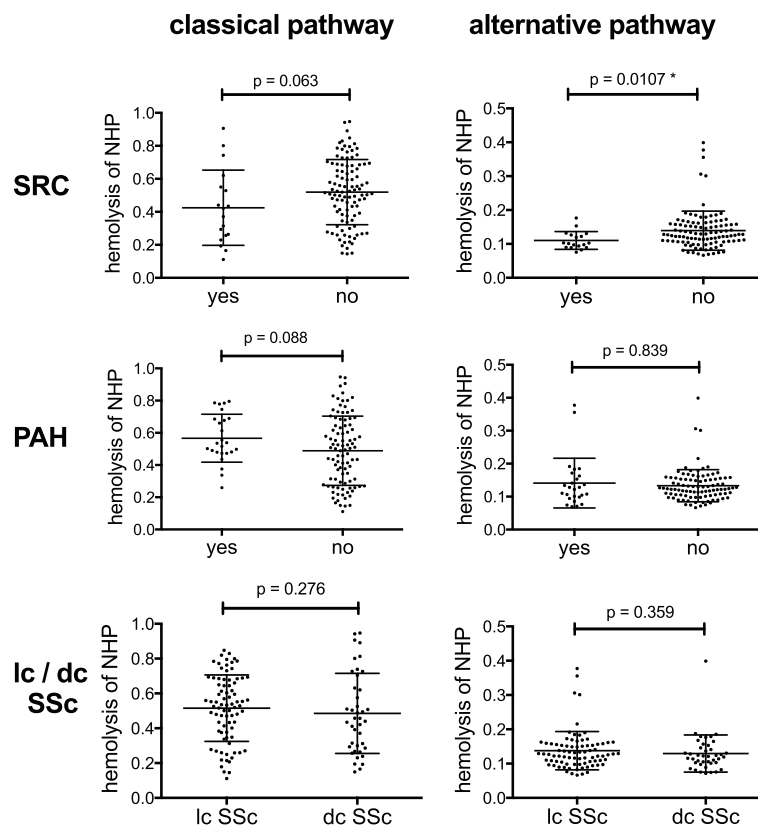 classical pathway alternative pathway
SRC
p = 0.063
hemolysis of NHP
1.0
0.8
0.6
0.4
0.2
0.0
yes no
p = 0.0107 *
hemolysis of NHP
0.5
0.4
0.3
0.2
0.1
0.0
yes no
PAH
p = 0.088
hemolysis of NHP
1.0
0.8
0.6
0.4
0.2
0.0
yes no
p = 0.839
hemolysis of NHP
0.5
0.4
0.3
0.2
0.1
0.0
yes no
lc / dc
SSc
p = 0.276
hemolysis of NHP
1.0
0.8
0.6
0.4
0.2
0.0
lc SSc dc SSc
p = 0.359
hemolysis of NHP
0.5
0.4
0.3
0.2
0.1
0.0
lc SSc dc SSc